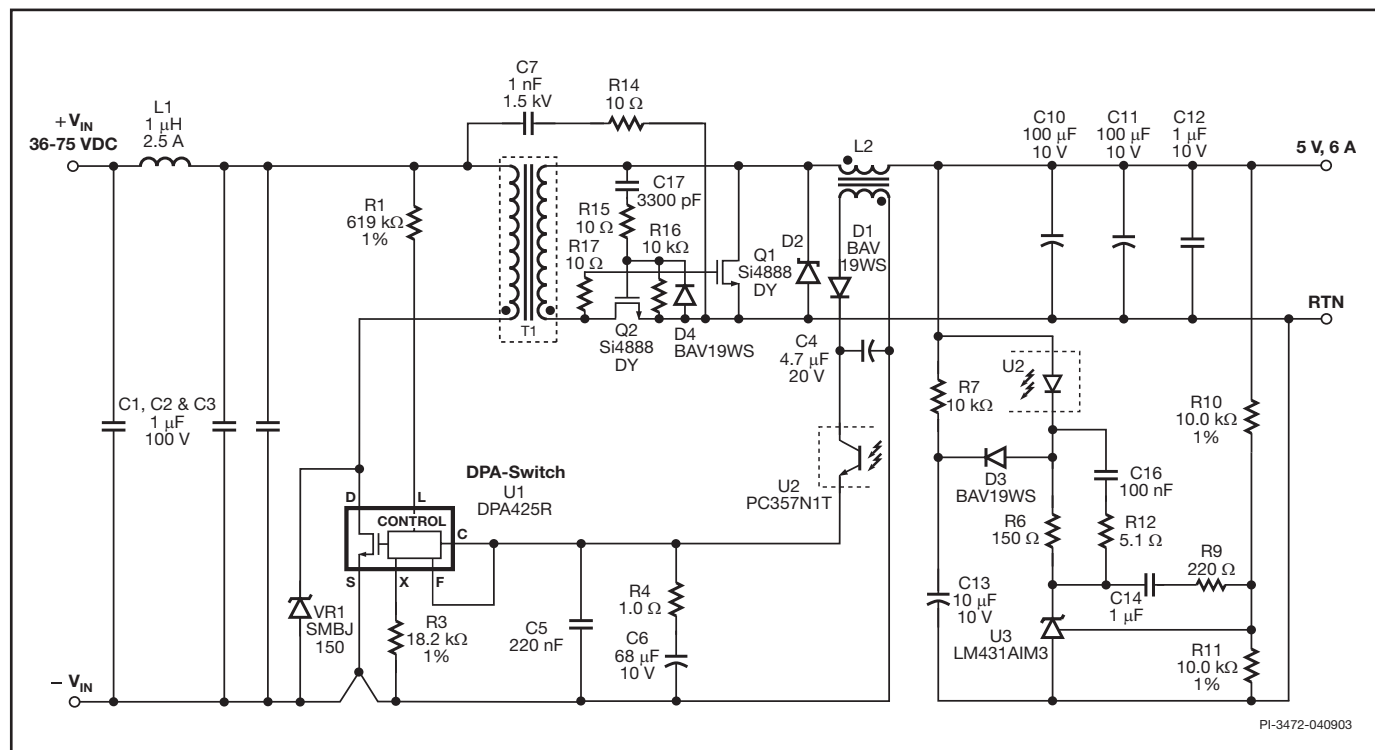 C7
1 nF
1.5 kV
R14
10 Ω
L1
1 μH
2.5 A
+ VIN
36-75 VDC
C10
100 μF
10 V
C11
100 μF
10 V
C12
1 μF
10 V
5 V, 6 A
L2
R1
619 kΩ
1%
C17
3300 pF
R15
10 Ω
R16
10 kΩ
R17
10 Ω
Q1
Si4888
DY
D2
D1
BAV
19WS
T1
Q2
Si4888
DY
D4
BAV19WS
RTN
C4
4.7 μF
20 V
C1, C2 & C3
1 μF
100 V
R7
10 kΩ
U2
R10
10.0 kΩ
1%
DPA-Switch
U1
DPA425R
D
L
CONTROL
C
S
X
F
U2
PC357N1T
D3
BAV19WS
C16
100 nF
R6
150 Ω
R12
5.1 Ω
R9
220 Ω
VR1
SMBJ
150
R3
18.2 kΩ
1%
C5
220 nF
R4
1.0 Ω
C6
68 μF
10 V
C13
10 μF
10 V
C14
1 μF
U3
LM431AIM3
R11
10.0 kΩ
1%
− VIN
PI-3472-040903